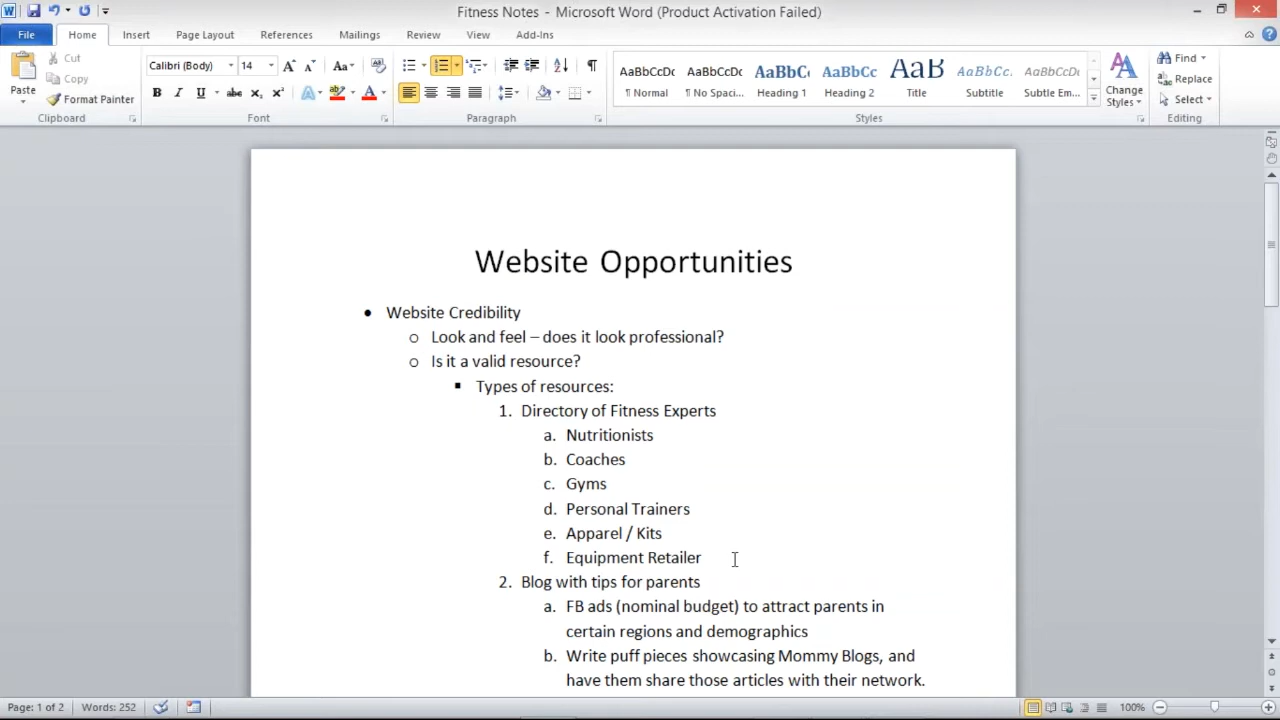 Fitness Notes - Microsoft Word (Product Activation Failed)
File Home Insert Page Layout References Mailings Review View Add-Ins
Paste
Cut
Copy
Format Painter
Clipboard
Calibri (Body) 14
Font
Paragraph
AaBbCcDc AaBbCcDc AaBbC AaBbCc AaB AaBbCc. AaBbCcDc
¶ Normal ¶ No Spaci... Heading 1 Heading 2 Title Subtitle Subtle Em...
Styles
Change Styles
Find
Replace
Select
Editing
Website Opportunities
• Website Credibility
o Look and feel – does it look professional?
o Is it a valid resource?
▪ Types of resources:
1. Directory of Fitness Experts
a. Nutritionists
b. Coaches
c. Gyms
d. Personal Trainers
e. Apparel / Kits
f. Equipment Retailer
2. Blog with tips for parents
a. FB ads (nominal budget) to attract parents in
certain regions and demographics
b. Write puff pieces showcasing Mommy Blogs, and
have them share those articles with their network.
Page: 1 of 2 Words: 252 100%